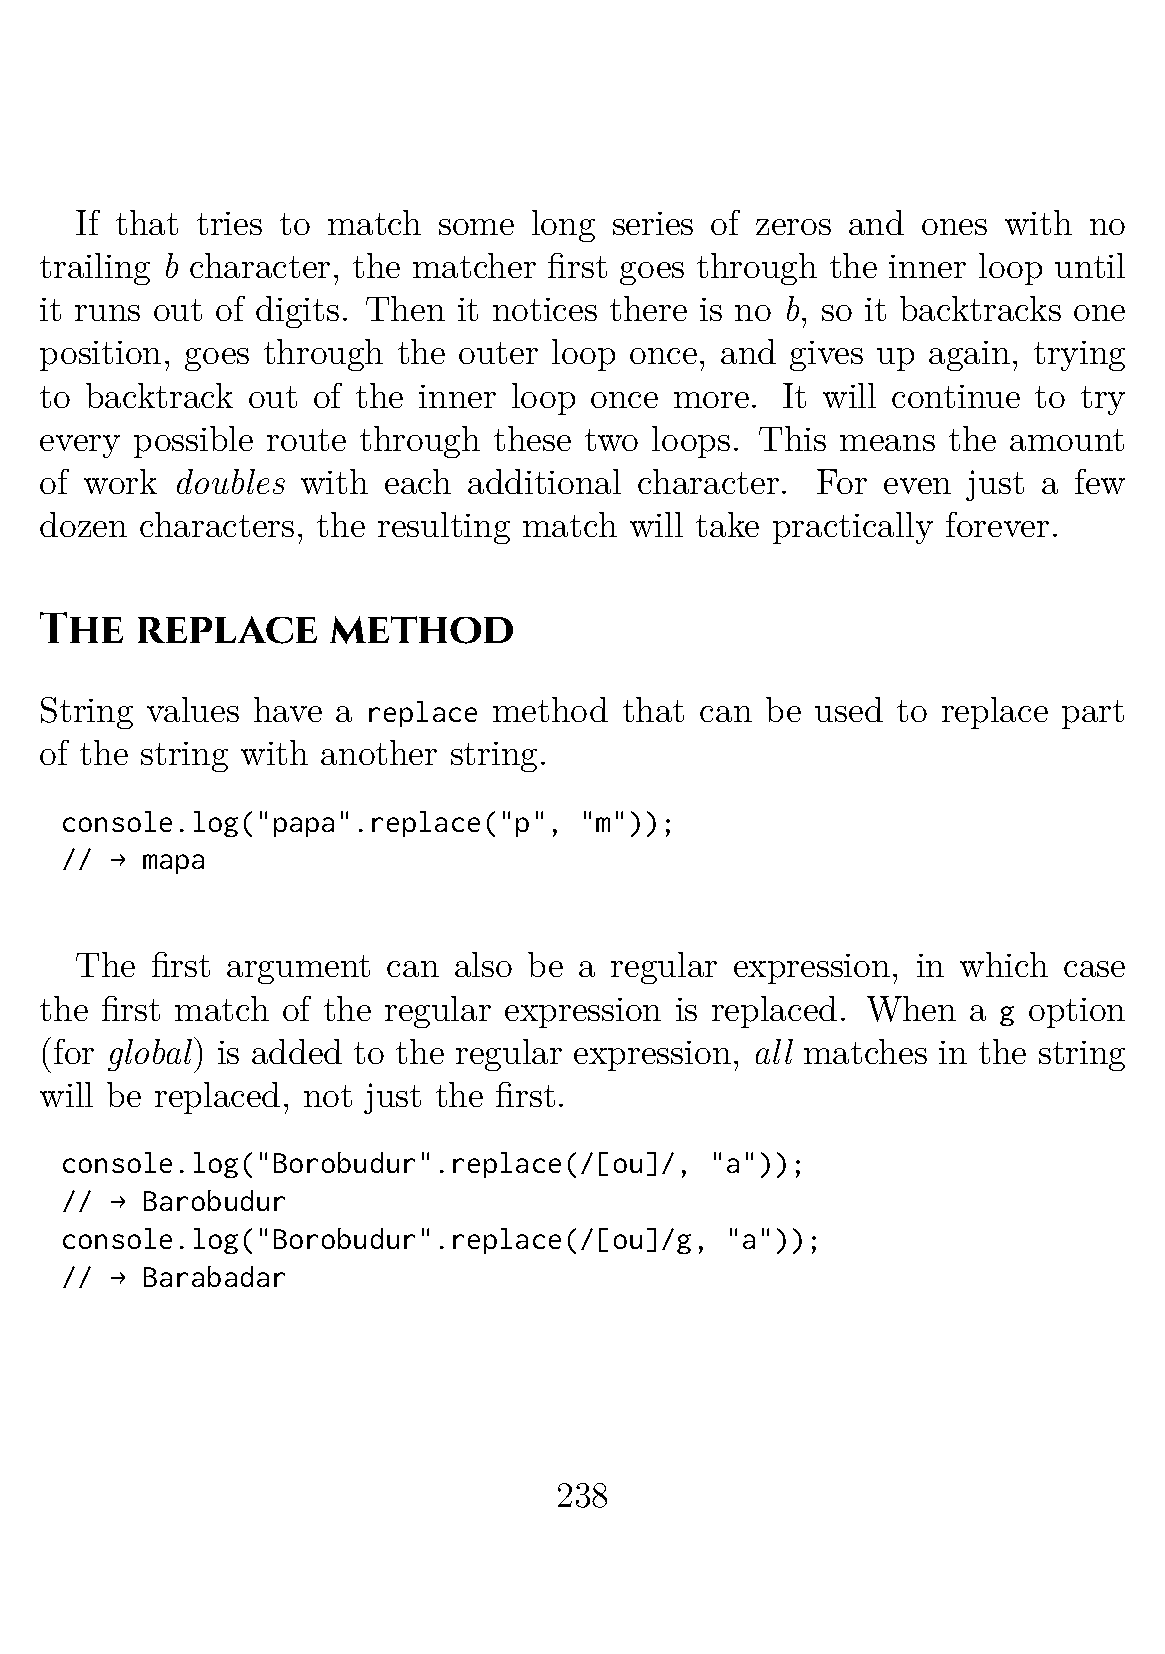 If that tries to match some long series of zeros and ones with no
trailing b character, the matcher first goes through the inner loop until
it runs out of digits. Then it notices there is no b, so it backtracks one
position, goes through the outer loop once, and gives up again, trying
to backtrack out of the inner loop once more. It will continue to try
every possible route through these two loops. This means the amount
of work doubles with each additional character. For even just a few
dozen characters, the resulting match will take practically forever.
The replace method
String values have a replace method that can be used to replace part
of the string with another string.
console.log("papa".replace("p", "m"));
// → mapa
The first argument can also be a regular expression, in which case
the first match of the regular expression is replaced. When a g option
(for global) is added to the regular expression, all matches in the string
will be replaced, not just the first.
console.log("Borobudur".replace(/[ou]/, "a"));
// → Barobudur
console.log("Borobudur".replace(/[ou]/g, "a"));
// → Barabadar
238